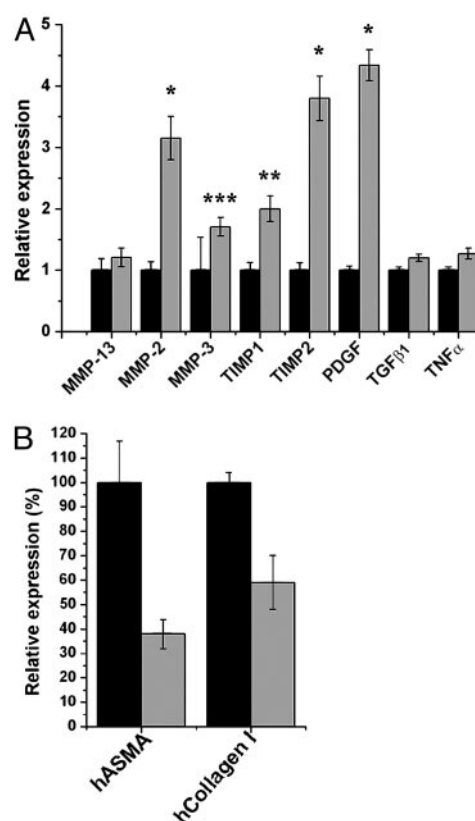 A
Relative expression
5
4
3
2
1
0
*
***
**
*
*
MMP-13
MMP-2
MMP-3
TIMP1
TIMP2
PDGF
TGFβ1
TNFα
B
Relative expression (%)
120
110
100
90
80
70
60
50
40
30
20
10
0
hASMA
hCollagen I